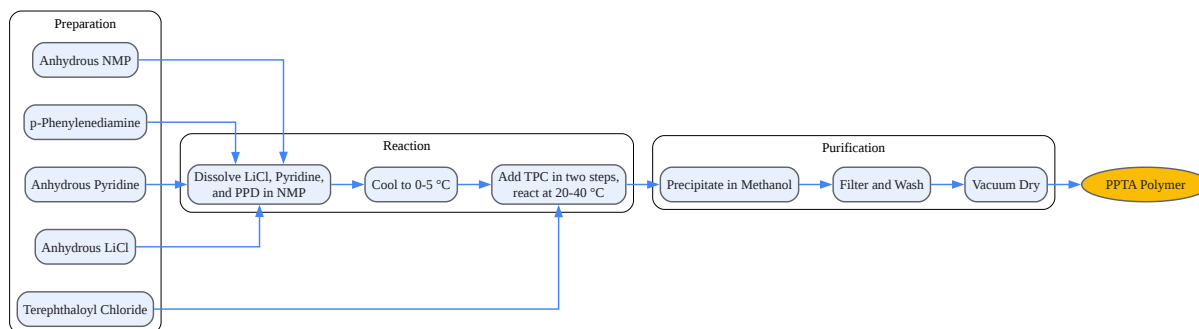 Preparation
Anhydrous NMP
p-Phenylenediamine
Anhydrous Pyridine
Anhydrous LiCl
Terephthaloyl Chloride
Reaction
Dissolve LiCl, Pyridine,
and PPD in NMP
Cool to 0-5 °C
Add TPC in two steps,
react at 20-40 °C
Purification
Precipitate in Methanol
Filter and Wash
Vacuum Dry
PPTA Polymer